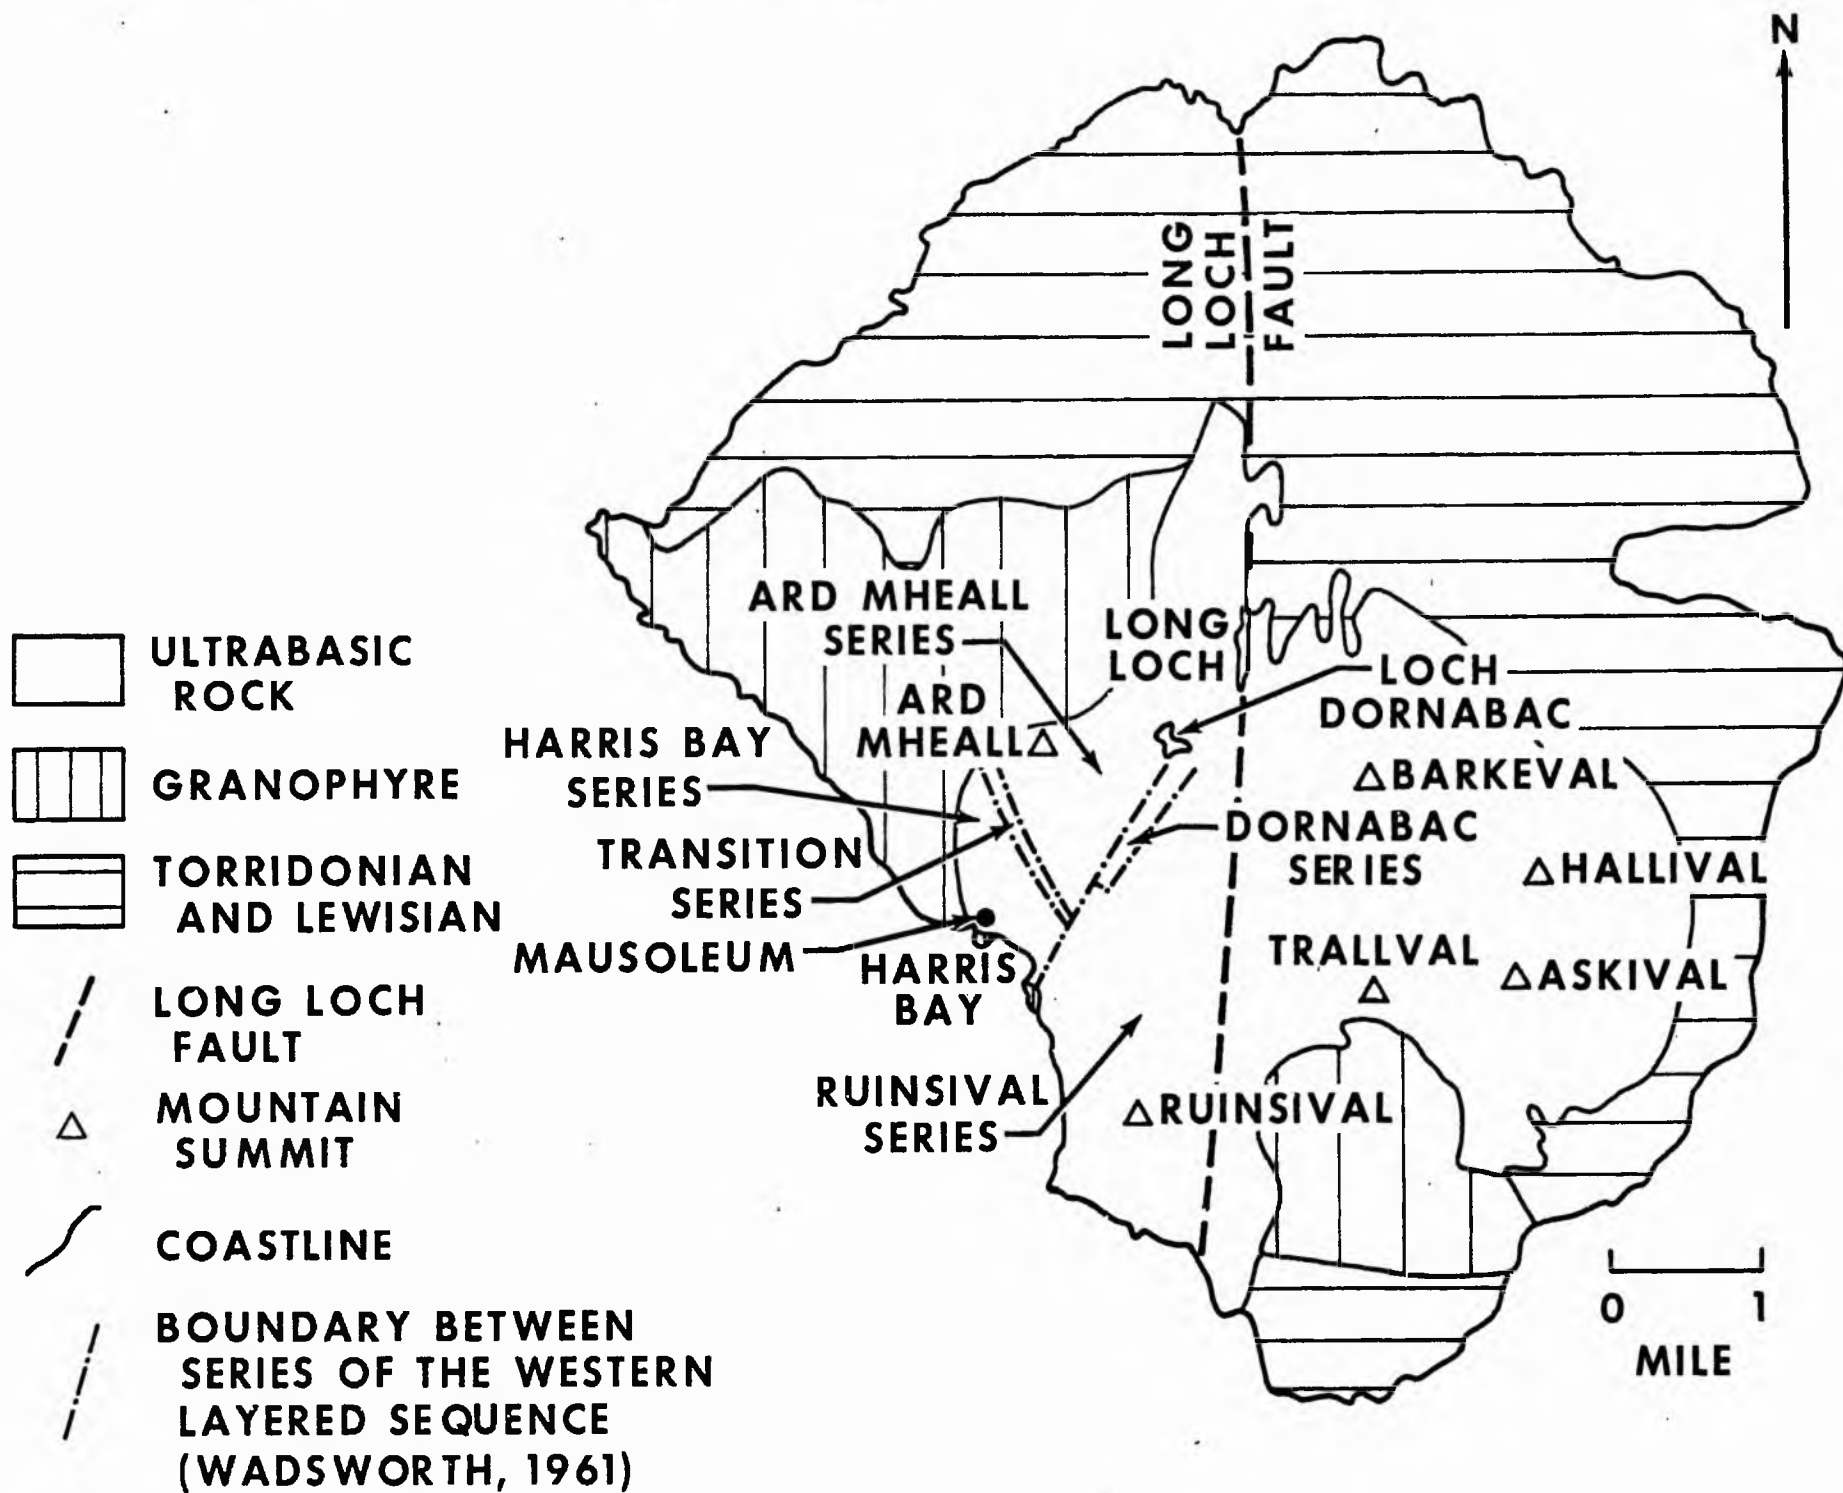 N
LONG
LOCH
FAULT
ARD MHEALL
SERIES
LONG
LOCH
LOCH
DORNABAC
ARD
MHEALL
HARRIS BAY
SERIES
BARKEVAL
TRANSITION
SERIES
DORNABAC
SERIES
HALLIVAL
MAUSOLEUM
HARRIS
BAY
TRALLVAL
ASKIVAL
RUINSIVAL
SERIES
RUINSIVAL
0 1
MILE
ULTRABASIC
ROCK
GRANOPHYRE
TORRIDONIAN
AND LEWISIAN
LONG LOCH
FAULT
MOUNTAIN
SUMMIT
COASTLINE
BOUNDARY BETWEEN
SERIES OF THE WESTERN
LAYERED SEQUENCE
(WADSWORTH, 1961)